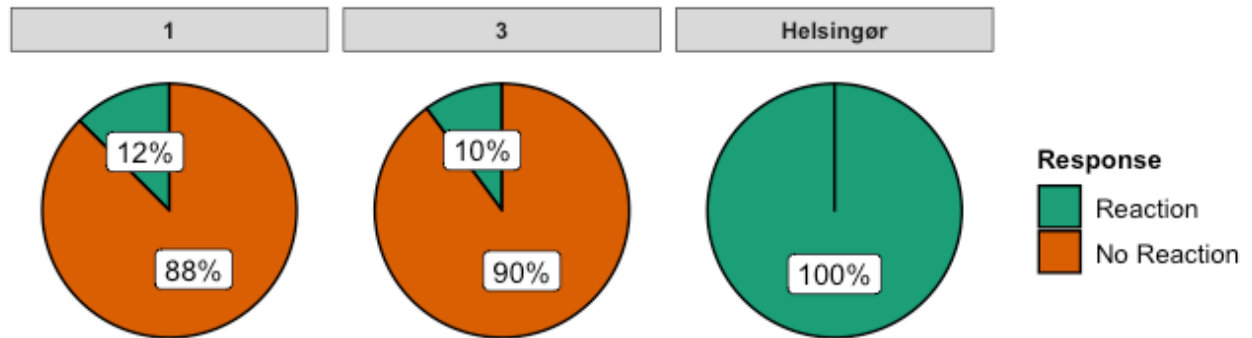 1 3 Helsingør
12% 10%
88% 90% 100%
Response
Reaction
No Reaction